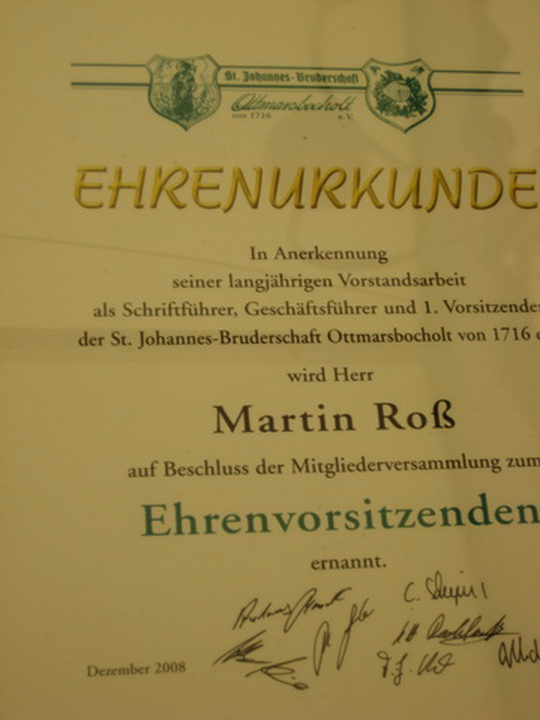 St. Johannes-Bruderschaft
Ottmarsbocholt
von 1716 e.V.
EHRENURKUNDE
In Anerkennung
seiner langjährigen Vorstandsarbeit
als Schriftführer, Geschäftsführer und 1. Vorsitzende
der St. Johannes-Bruderschaft Ottmarsbocholt von 1716 e
wird Herr
Martin Roß
auf Beschluss der Mitgliederversammlung zum
Ehrenvorsitzenden
ernannt.
Dezember 2008